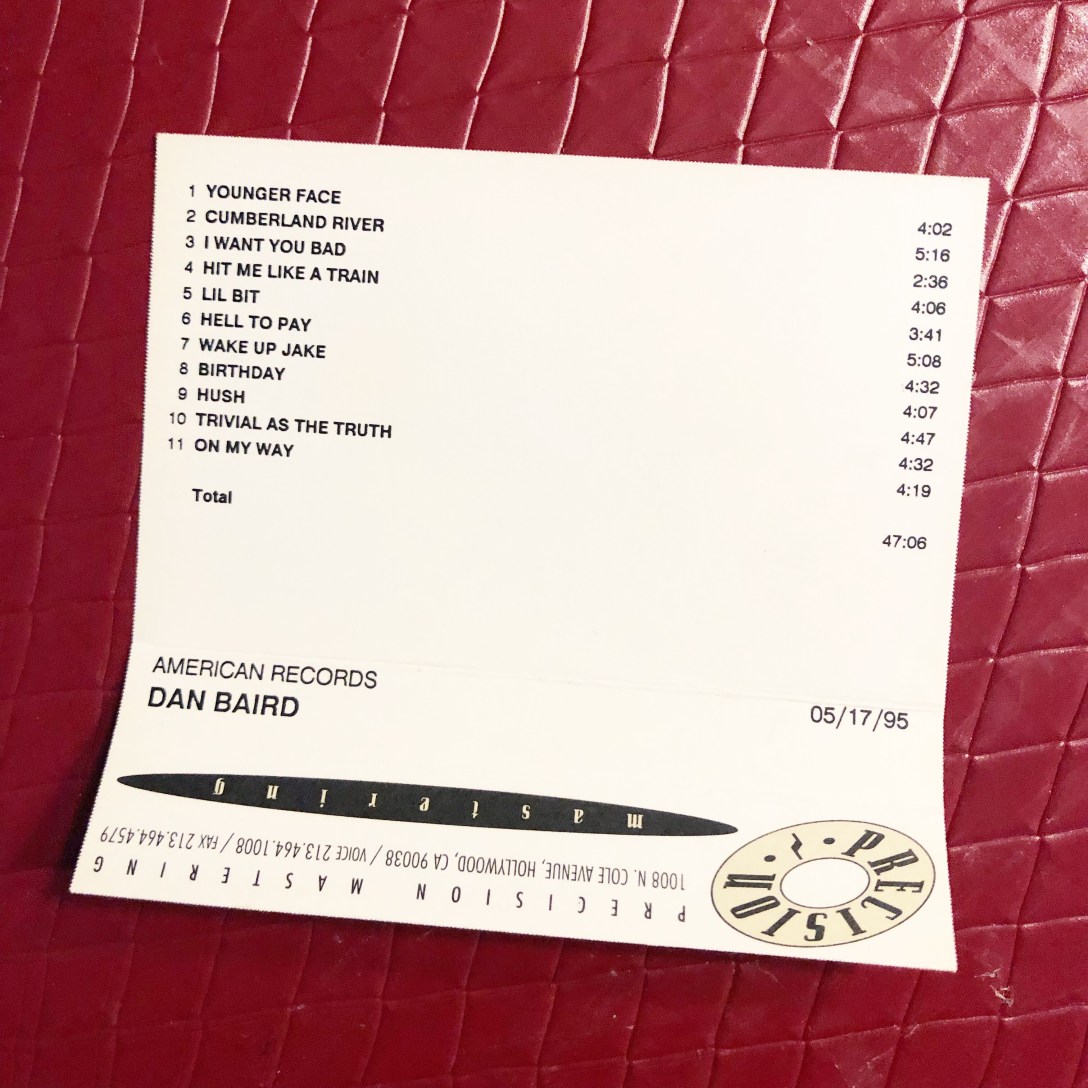 1 YOUNGER FACE 4:02
2 CUMBERLAND RIVER 5:16
3 I WANT YOU BAD 2:36
4 HIT ME LIKE A TRAIN 4:06
5 LIL BIT 3:41
6 HELL TO PAY 5:08
7 WAKE UP JAKE 4:32
8 BIRTHDAY 4:07
9 HUSH 4:47
10 TRIVIAL AS THE TRUTH 4:32
11 ON MY WAY 4:19
Total 47:06
AMERICAN RECORDS
DAN BAIRD 05/17/95
mastering
1008 N. COLE AVENUE, HOLLYWOOD, CA 90038 / VOICE 213.464.1008 / FAX 213.464.4579
PRECISION MASTERING
PRECISION